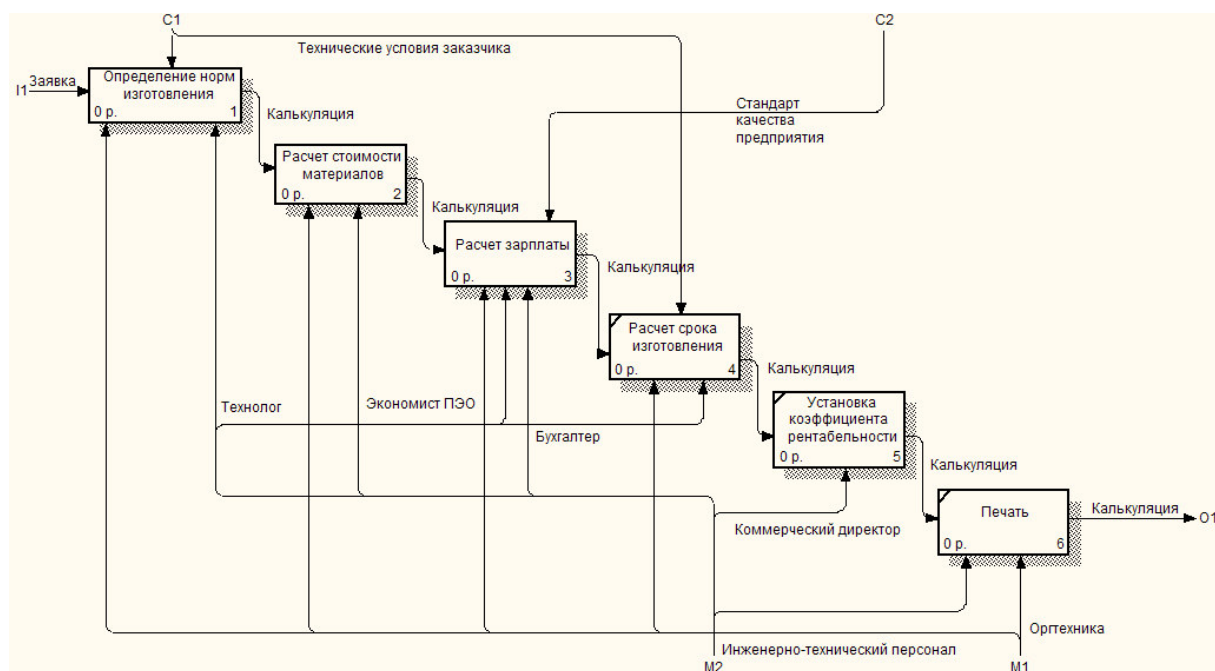 C1
C2
Технические условия заказчика
I1
Заявка
Определение норм
изготовления
0 р.
1
Калькуляция
Стандарт
качества
предприятия
Расчет стоимости
материалов
0 р.
2
Калькуляция
Расчет зарплаты
0 р.
3
Калькуляция
Расчет срока
изготовления
0 р.
4
Калькуляция
Технолог
Экономист ПЭО
Бухгалтер
Установка
коэффициента
рентабельности
0 р.
5
Калькуляция
Коммерческий директор
Печать
0 р.
6
Калькуляция
O1
Оргтехника
Инженерно-технический персонал
M2
M1